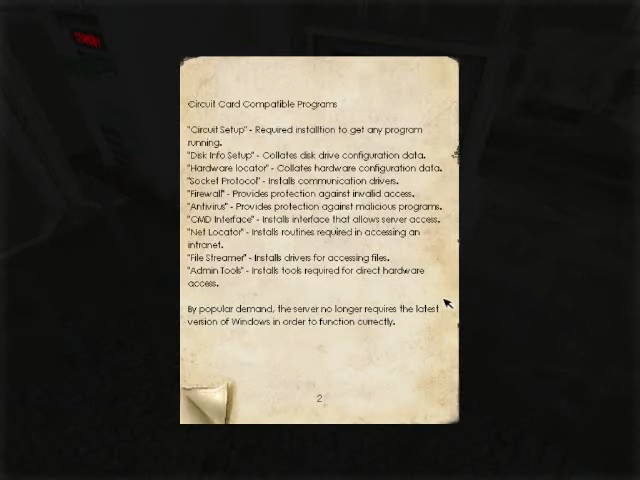 Circuit Card Compatible Programs
"Circuit Setup" - Required installtion to get any program
running.
"Disk Info Setup" - Collates disk drive configuration data.
"Hardware locator" - Collates hardware configuration data.
"Socket Protocol" - Installs communication drivers.
"Firewall" - Provides protection against invalid access.
"Antivirus" - Provides protection against malicious programs.
"CMD Interface" - Installs interface that allows server access.
"Net Locator" - Installs routines required in accessing an
intranet.
"File Streamer" - Installs drivers for accessing files.
"Admin Tools" - Installs tools required for direct hardware
access.
By popular demand, the server no longer requires the latest
version of Windows in order to function currectly.
2